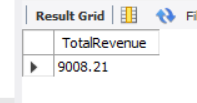 Result Grid Fi
TotalRevenue
9008.21